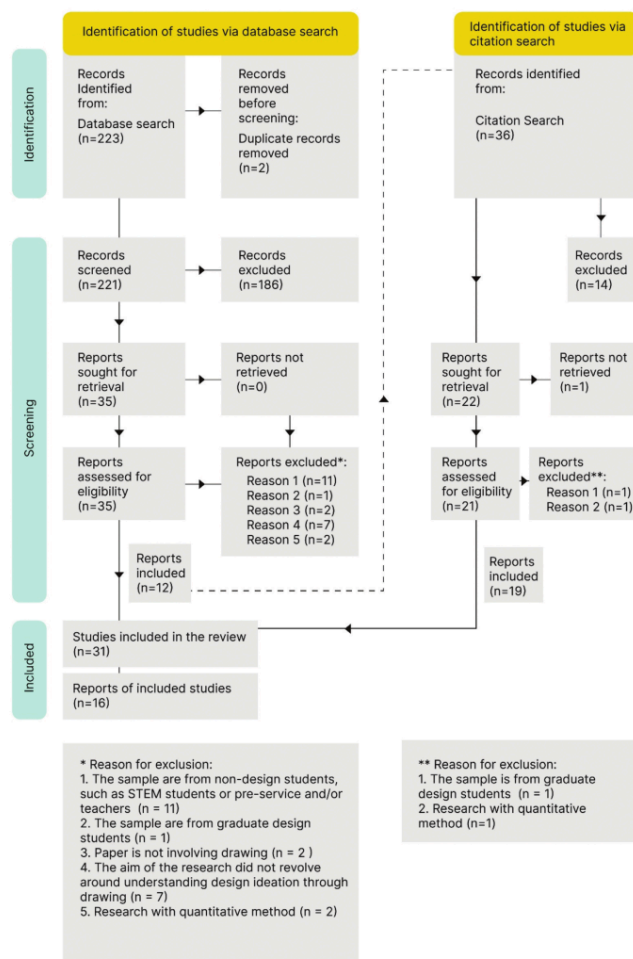 Identification of studies via database search
Identification of studies via
citation search
Identification
Records
Identified
from:
Database search
(n=223)
Records
removed
before
screening:
Duplicate records
removed
(n=2)
Records identified
from:
Citation Search
(n=36)
Screening
Records
screened
(n=221)
Records
excluded
(n=186)
Records
excluded
(n=14)
Reports
sought for
retrieval
(n=35)
Reports not
retrieved
(n=0)
Reports
sought for
retrieval
(n=22)
Reports not
retrieved
(n=1)
Reports
assessed for
eligibility
(n=35)
Reports excluded*:
Reason 1 (n=11)
Reason 2 (n=1)
Reason 3 (n=2)
Reason 4 (n=7)
Reason 5 (n=2)
Reports
assessed for
eligibility
(n=21)
Reports
excluded**:
Reason 1 (n=1)
Reason 2 (n=1)
Reports
included
(n=12)
Reports
included
(n=19)
Included
Studies included in the review
(n=31)
Reports of included studies
(n=16)
* Reason for exclusion:
1. The sample are from non-design students,
such as STEM students or pre-service and/or
teachers (n = 11)
2. The sample are from graduate design
students (n = 1)
3. Paper is not involving drawing (n = 2 )
4. The aim of the research did not revolve
around understanding design ideation through
drawing (n = 7)
5. Research with quantitative method (n = 2)
** Reason for exclusion:
1. The sample is from graduate
design students (n = 1)
2. Research with quantitative
method (n=1)